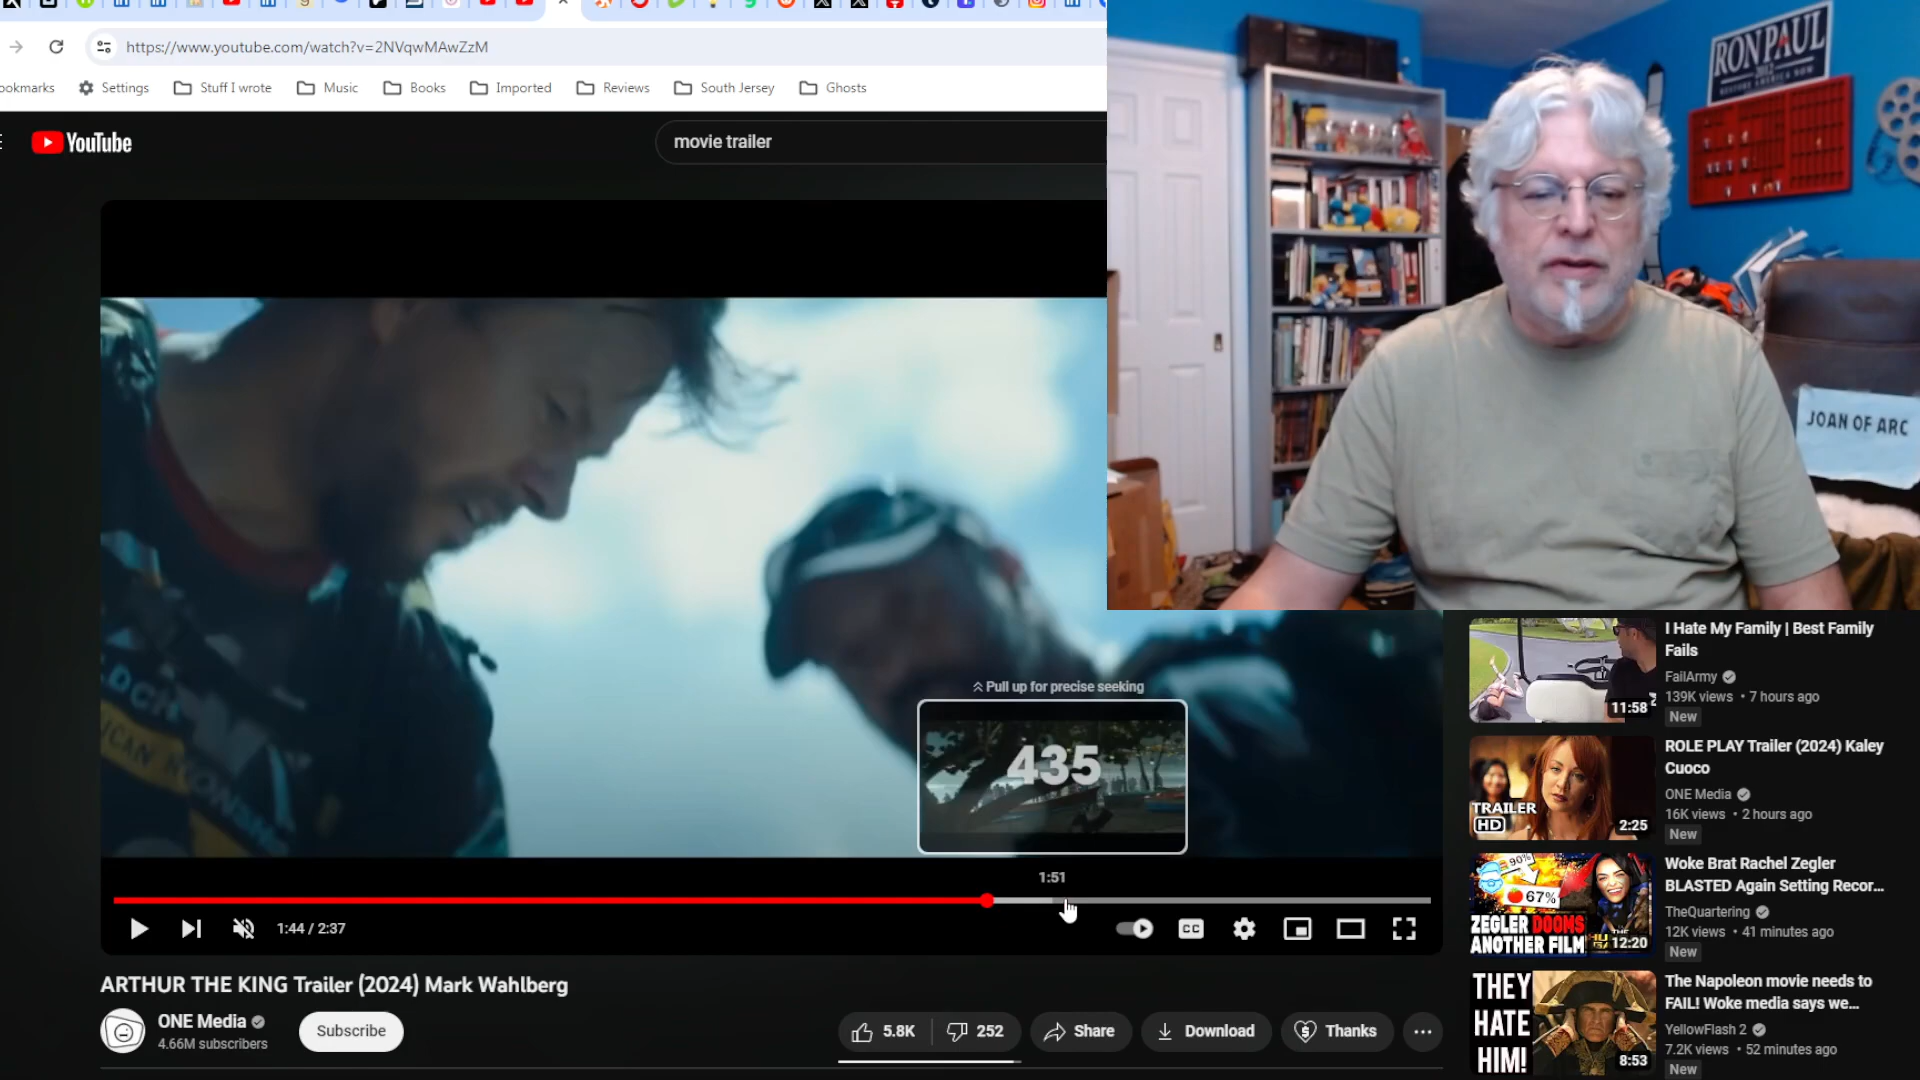 https://www.youtube.com/watch?v=2NVqwMAwZzM
ookmarks
Settings
Stuff I wrote
Music
Books
Imported
Reviews
South Jersey
Ghosts
YouTube
movie trailer
RON PAUL
2012
RESTORE AMERICA NOW
JOAN OF ARC
Pull up for precise seeking
435
1:51
1:44 / 2:37
CC
ARTHUR THE KING Trailer (2024) Mark Wahlberg
ONE Media
4.66M subscribers
Subscribe
5.8K
252
Share
Download
Thanks
11:58
I Hate My Family | Best Family
Fails
FailArmy
139K views • 7 hours ago
New
TRAILER
HD
2:25
ROLE PLAY Trailer (2024) Kaley
Cuoco
ONE Media
16K views • 2 hours ago
New
90%
67%
ZEGLER DOOMS
ANOTHER FILM
12:20
Woke Brat Rachel Zegler
BLASTED Again Setting Recor...
TheQuartering
12K views • 41 minutes ago
New
THEY
HATE
HIM!
8:53
The Napoleon movie needs to
FAIL! Woke media says we...
YellowFlash 2
7.2K views • 52 minutes ago
New